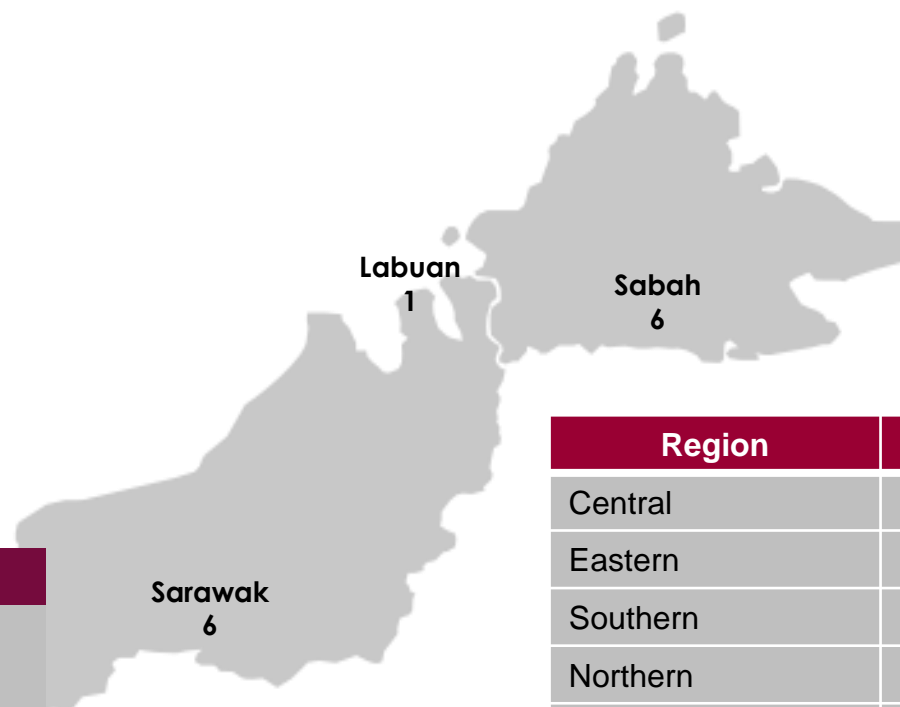 Labuan
1
Sabah
6
Sarawak
6
Region
Central
Eastern
Southern
Northern